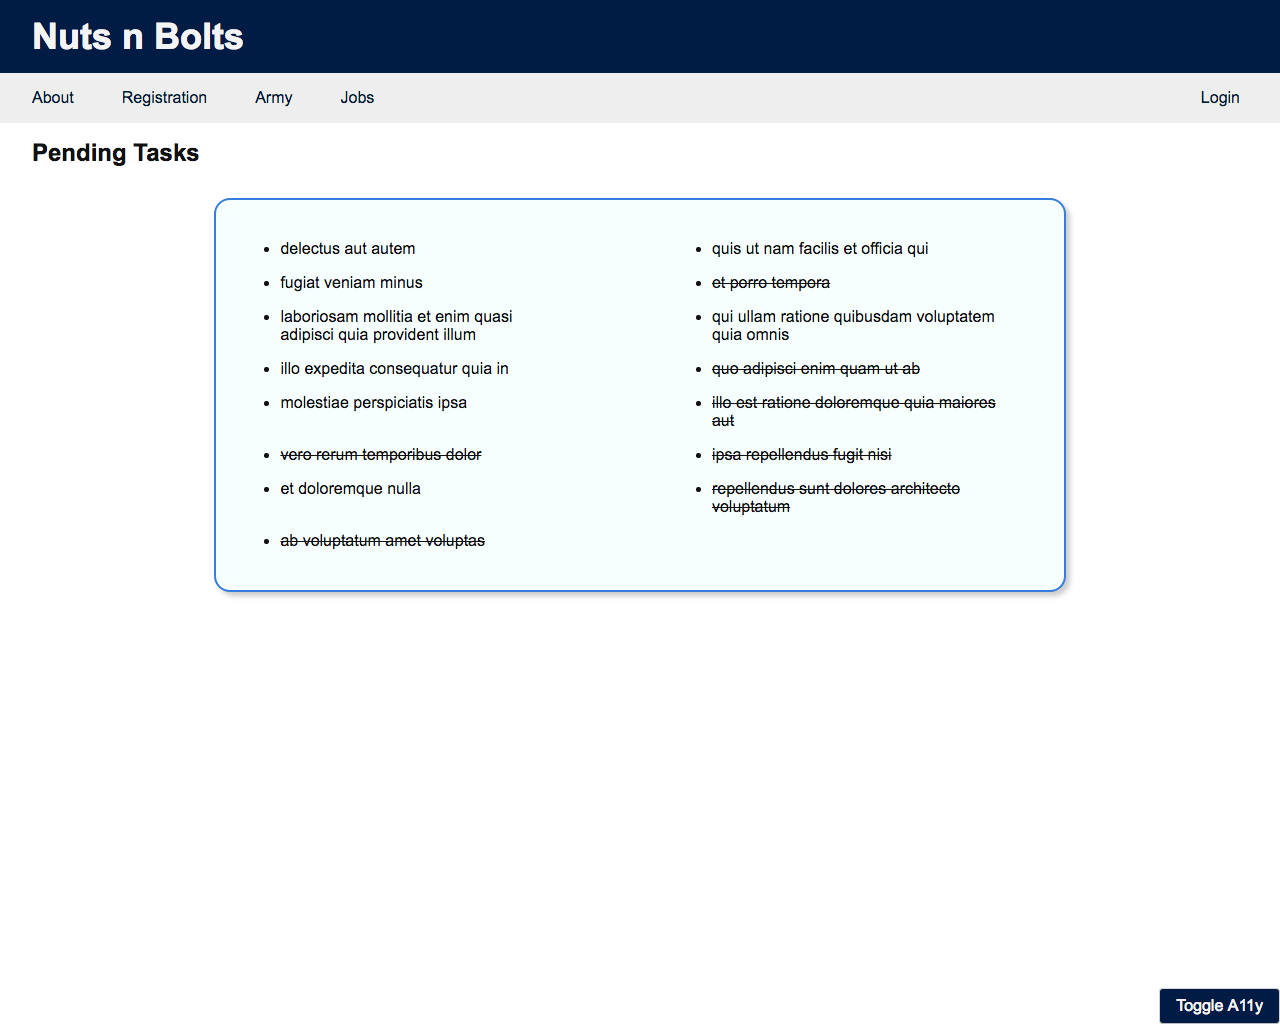 Nuts n Bolts
About Registration Army Jobs Login
Pending Tasks
delectus aut autem
quis ut nam facilis et officia qui
fugiat veniam minus
et porro tempora
laboriosam mollitia et enim quasi
adipisci quia provident illum
qui ullam ratione quibusdam voluptatem
quia omnis
illo expedita consequatur quia in
quo adipisci enim quam ut ab
molestiae perspiciatis ipsa
illo est ratione doloremque quia maiores
aut
vero rerum temporibus dolor
ipsa repellendus fugit nisi
et doloremque nulla
repellendus sunt dolores architecto
voluptatum
ab voluptatum amet voluptas
Toggle A11y